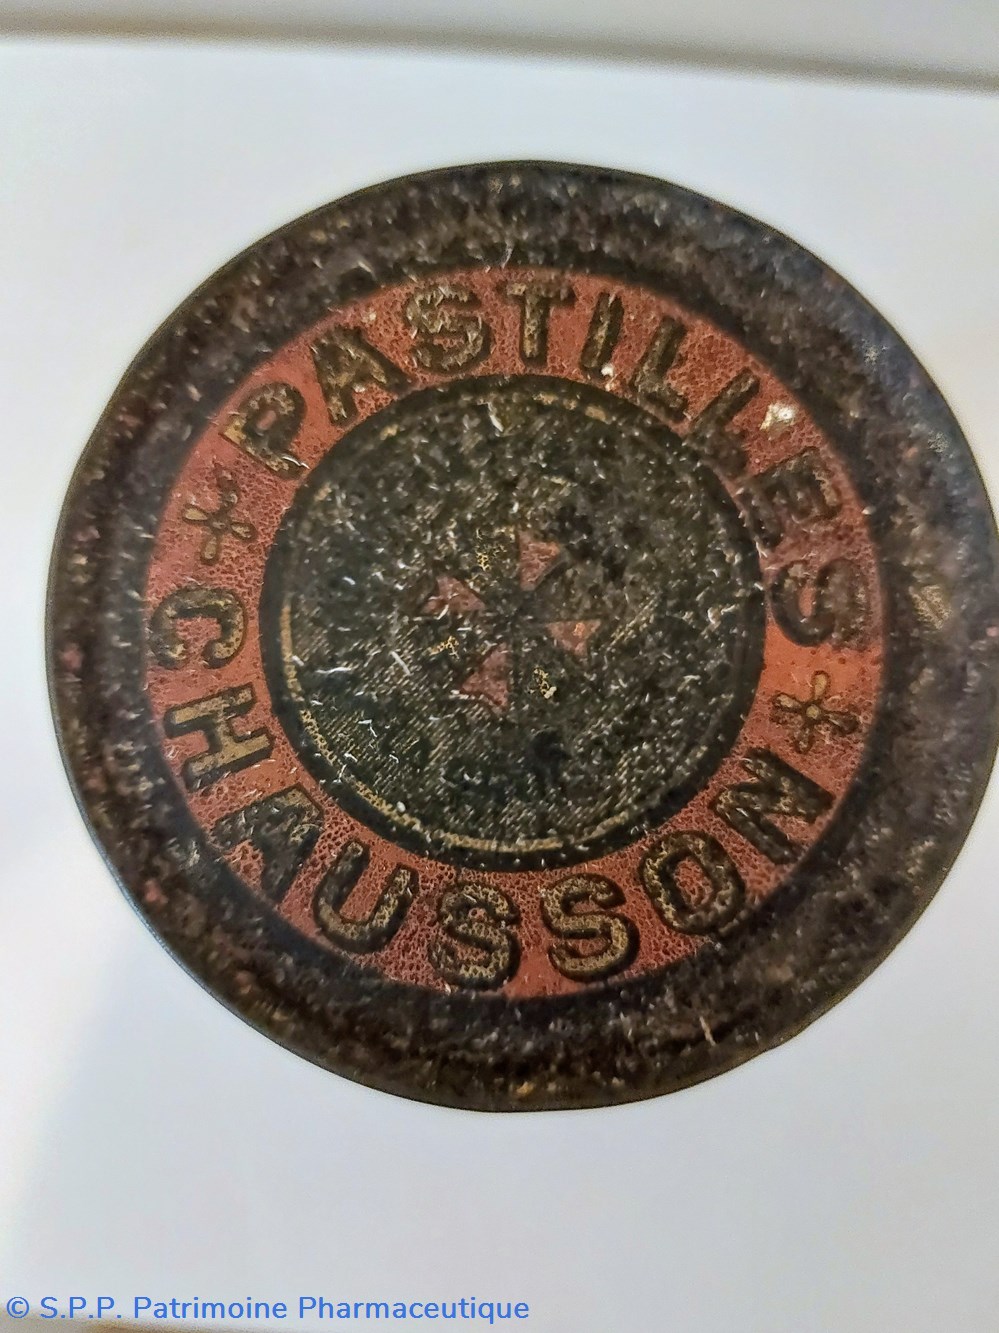 PASTILLES
CHAUSSON
© S.P.P. Patrimoine Pharmaceutique